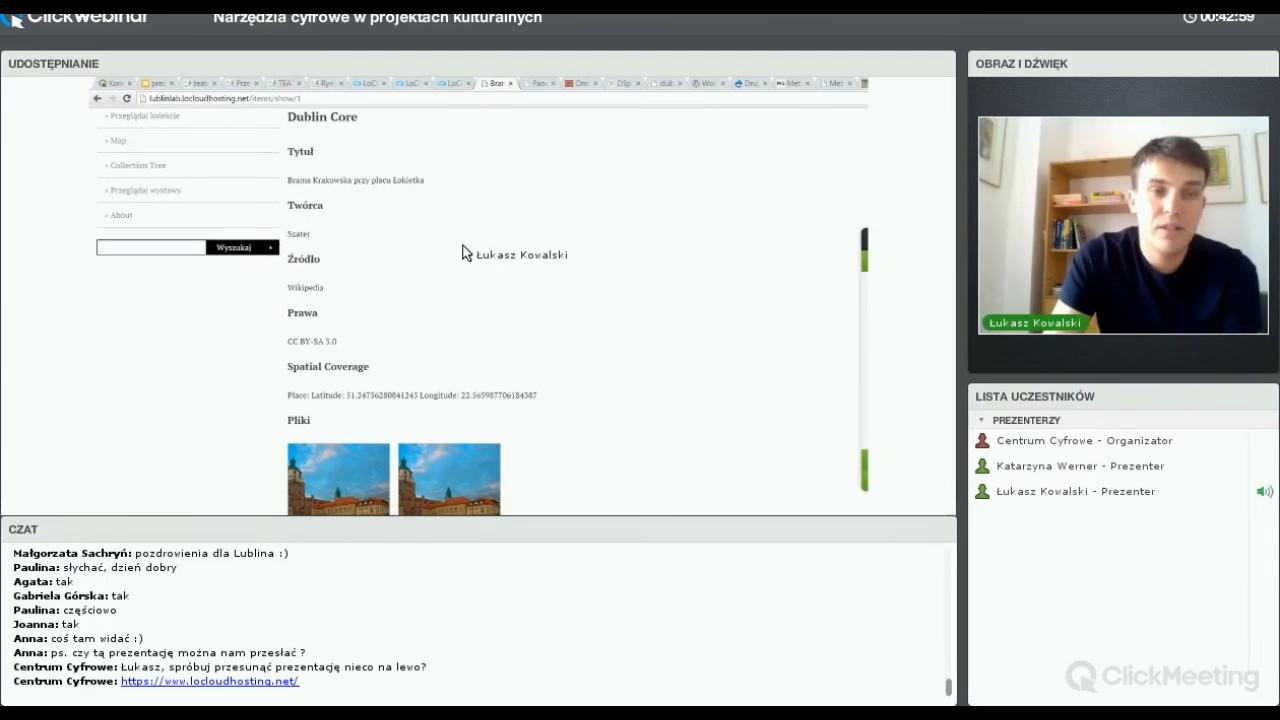 ClickWebinar
Narzędzia cyfrowe w projektach kulturalnych
00:42:59
UDOSTĘPNIANIE
lublinlab.locloudhosting.net/items/show/1
» Przeglądaj kolekcje
» Map
» Collection Tree
» Przeglądaj wystawy
» About
Wyszukaj +
Dublin Core
Tytuł
Brama Krakowska przy placu Łokietka
Twórca
Szater
Źródło
Wikipedia
Prawa
CC BY-SA 3.0
Spatial Coverage
Place: Latitude: 51.24756280841245 Longitude: 22.565987706184387
Pliki
Łukasz Kowalski
OBRAZ I DŹWIĘK
Łukasz Kowalski
LISTA UCZESTNIKÓW
PREZENTERZY
Centrum Cyfrowe - Organizator
Katarzyna Werner - Prezenter
Łukasz Kowalski - Prezenter
CZAT
Małgorzata Sachryń: pozdrowienia dla Lublina :)
Paulina: słychać, dzień dobry
Agata: tak
Gabriela Górska: tak
Paulina: częściowo
Joanna: tak
Anna: coś tam widać :)
Anna: ps. czy tą prezentację można nam przesłać ?
Centrum Cyfrowe: Łukasz, spróbuj przesunąć prezentację nieco na lewo?
Centrum Cyfrowe: https://www.locloudhosting.net/
ClickMeeting